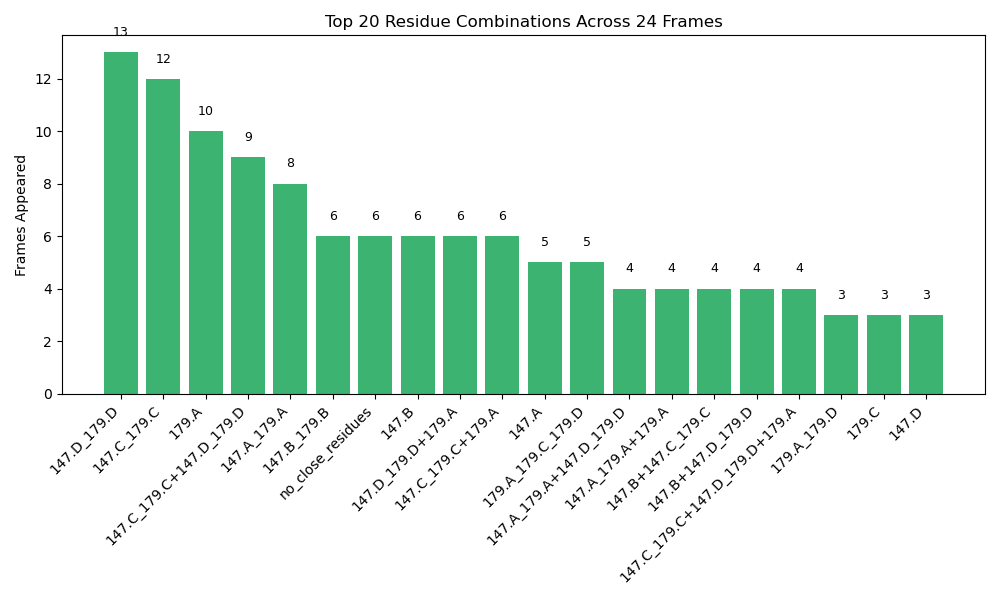 Top 20 Residue Combinations Across 24 Frames
Frames Appeared
12
10
8
6
4
2
0
13
12
10
9
8
6
6
6
6
6
5
5
4
4
4
4
4
3
3
3
147.D_179.D
147.C_179.C
179.A
147.C_179.C+147.D_179.D
147.A_179.A
147.B_179.B
no_close_residues
147.B
147.D_179.D+179.A
147.C_179.C+179.A
147.A
179.A_179.C_179.D
147.A_179.A+147.D_179.D
147.A_179.A+179.A
147.B+147.C_179.C
147.B+147.D_179.D
147.C_179.C+147.D_179.D+179.A
179.A_179.D
179.C
147.D